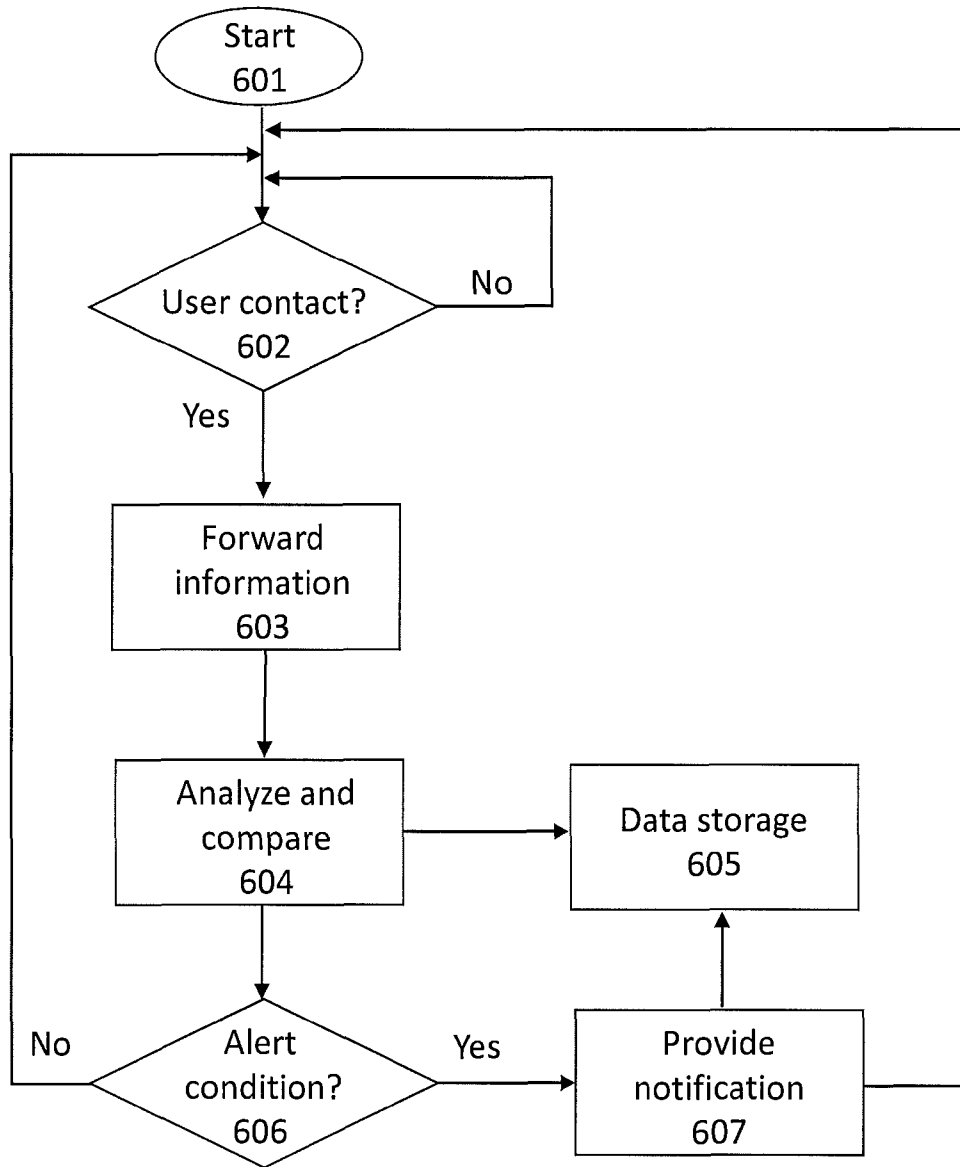 Start
601
User contact?
602
No
Yes
Forward
information
603
Analyze and
compare
604
Data storage
605
No
Alert
condition?
606
Yes
Provide
notification
607